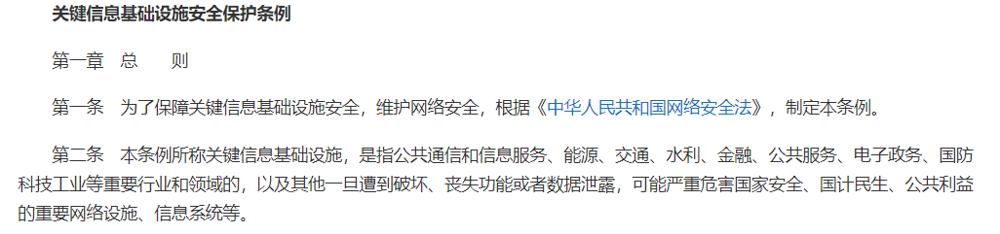 关键信息基础设施安全保护条例
第一章　总　　则
第一条　为了保障关键信息基础设施安全，维护网络安全，根据《中华人民共和国网络安全法》，制定本条例。
第二条　本条例所称关键信息基础设施，是指公共通信和信息服务、能源、交通、水利、金融、公共服务、电子政务、国防
科技工业等重要行业和领域的，以及其他一旦遭到破坏、丧失功能或者数据泄露，可能严重危害国家安全、国计民生、公共利益
的重要网络设施、信息系统等。